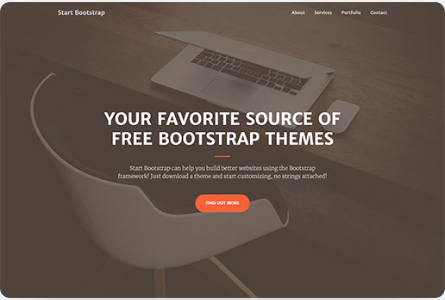 Start Bootstrap
About Services Portfolio Contact
YOUR FAVORITE SOURCE OF
FREE BOOTSTRAP THEMES
Start Bootstrap can help you build better websites using the Bootstrap
framework! Just download a theme and start customizing, no strings attached!
FIND OUT MORE